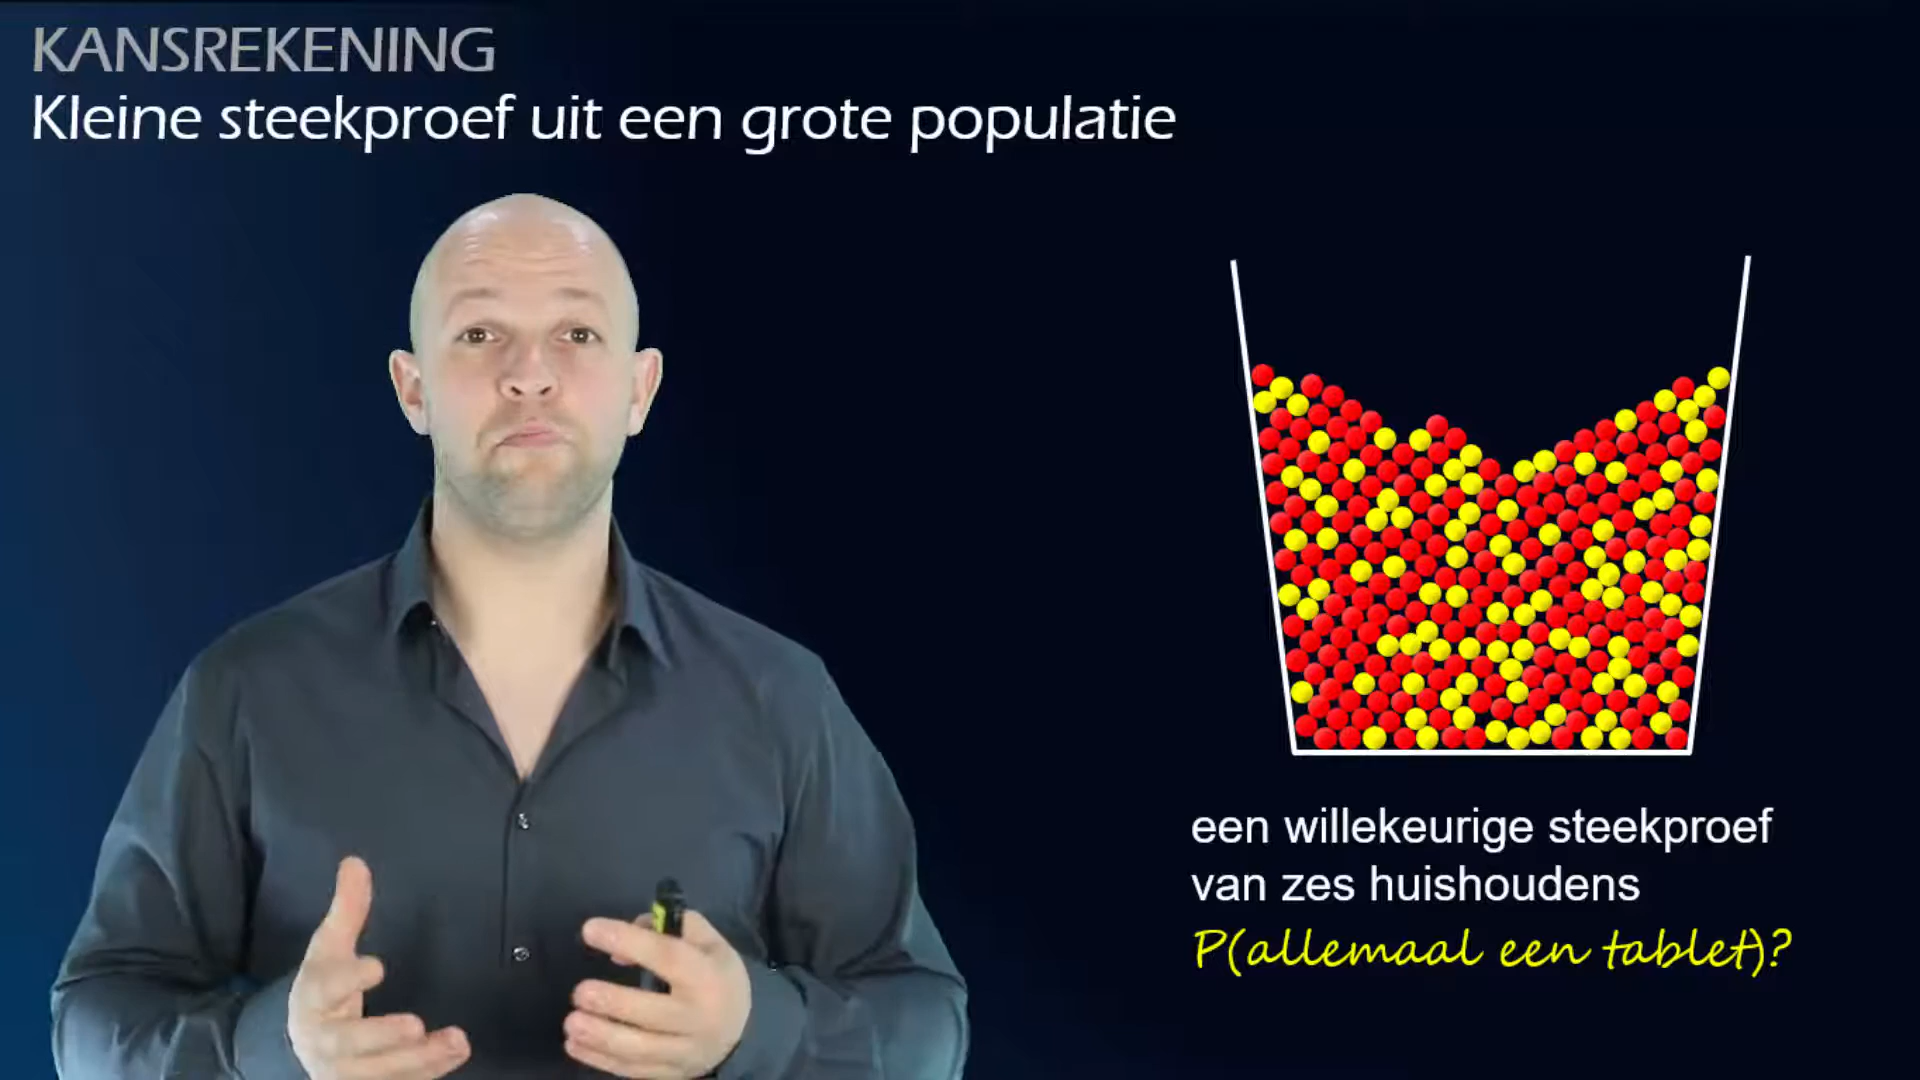 KANSREKENING
Kleine steekproef uit een grote populatie
een willekeurige steekproef
van zes huishoudens
P(allemaal een tablet)?